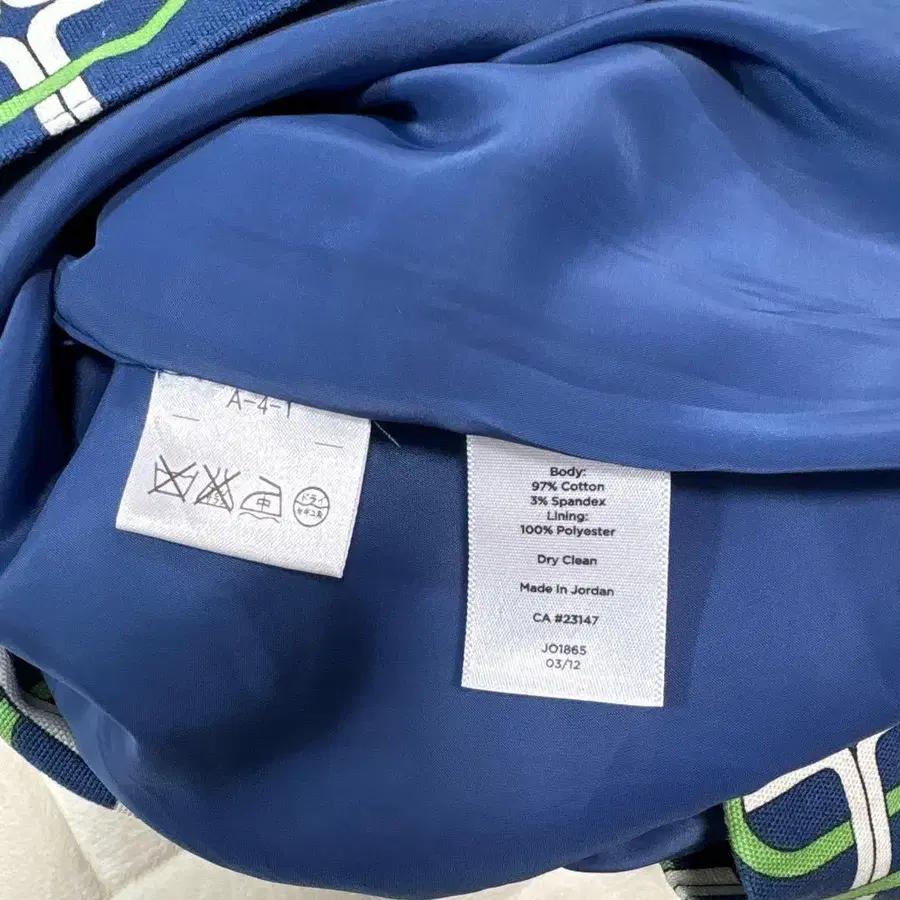 A-4-1
中
ドライ
セキユ系
Body:
97% Cotton
3% Spandex
Lining:
100% Polyester
Dry Clean
Made In Jordan
CA #23147
JO1865
03/12